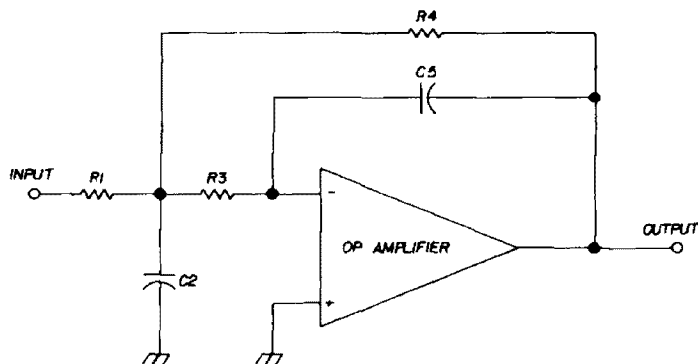 R4
C5
INPUT
R1
R3
-
OP AMPLIFIER
OUTPUT
C2
+